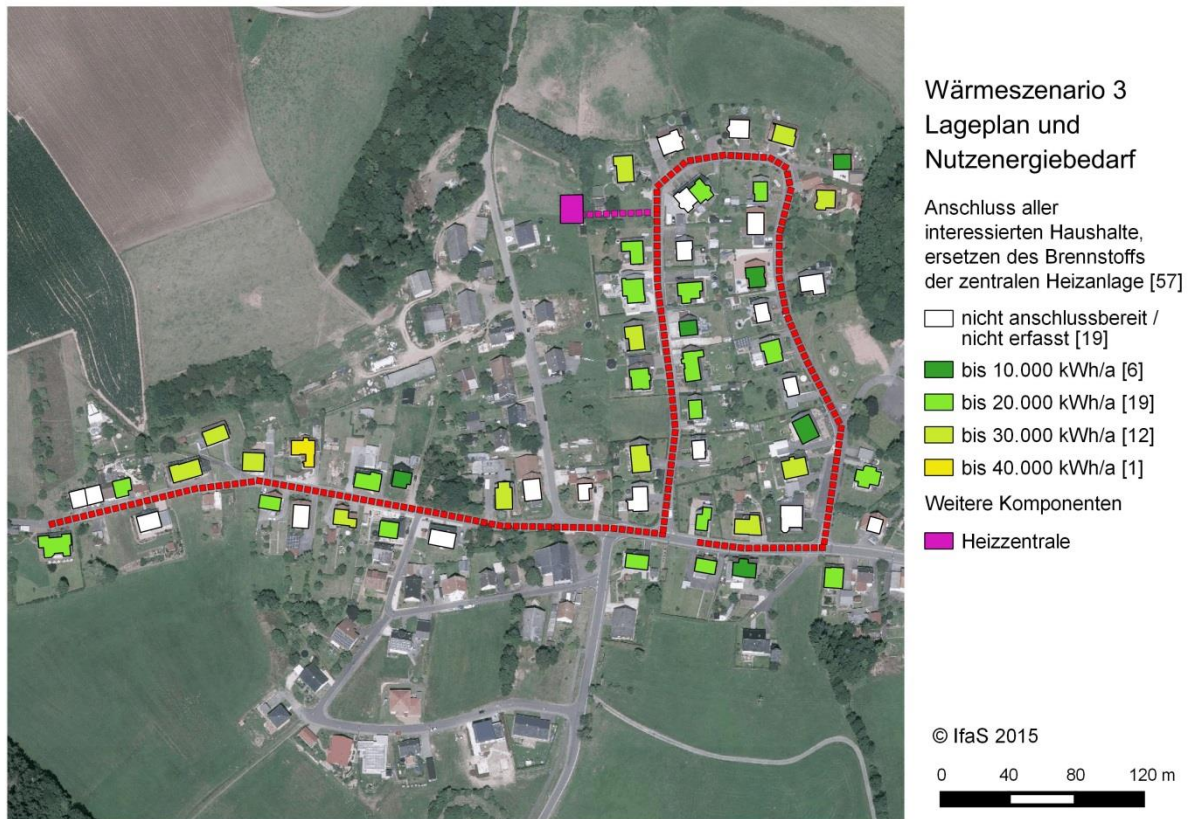 Wärmeszenario 3
Lageplan und
Nutzenergiebedarf
Anschluss aller
interessierten Haushalte,
ersetzen des Brennstoffs
der zentralen Heizanlage [57]
nicht anschlussbereit /
nicht erfasst [19]
bis 10.000 kWh/a [6]
bis 20.000 kWh/a [19]
bis 30.000 kWh/a [12]
bis 40.000 kWh/a [1]
Weitere Komponenten
Heizzentrale
© IfaS 2015
0 40 80 120 m